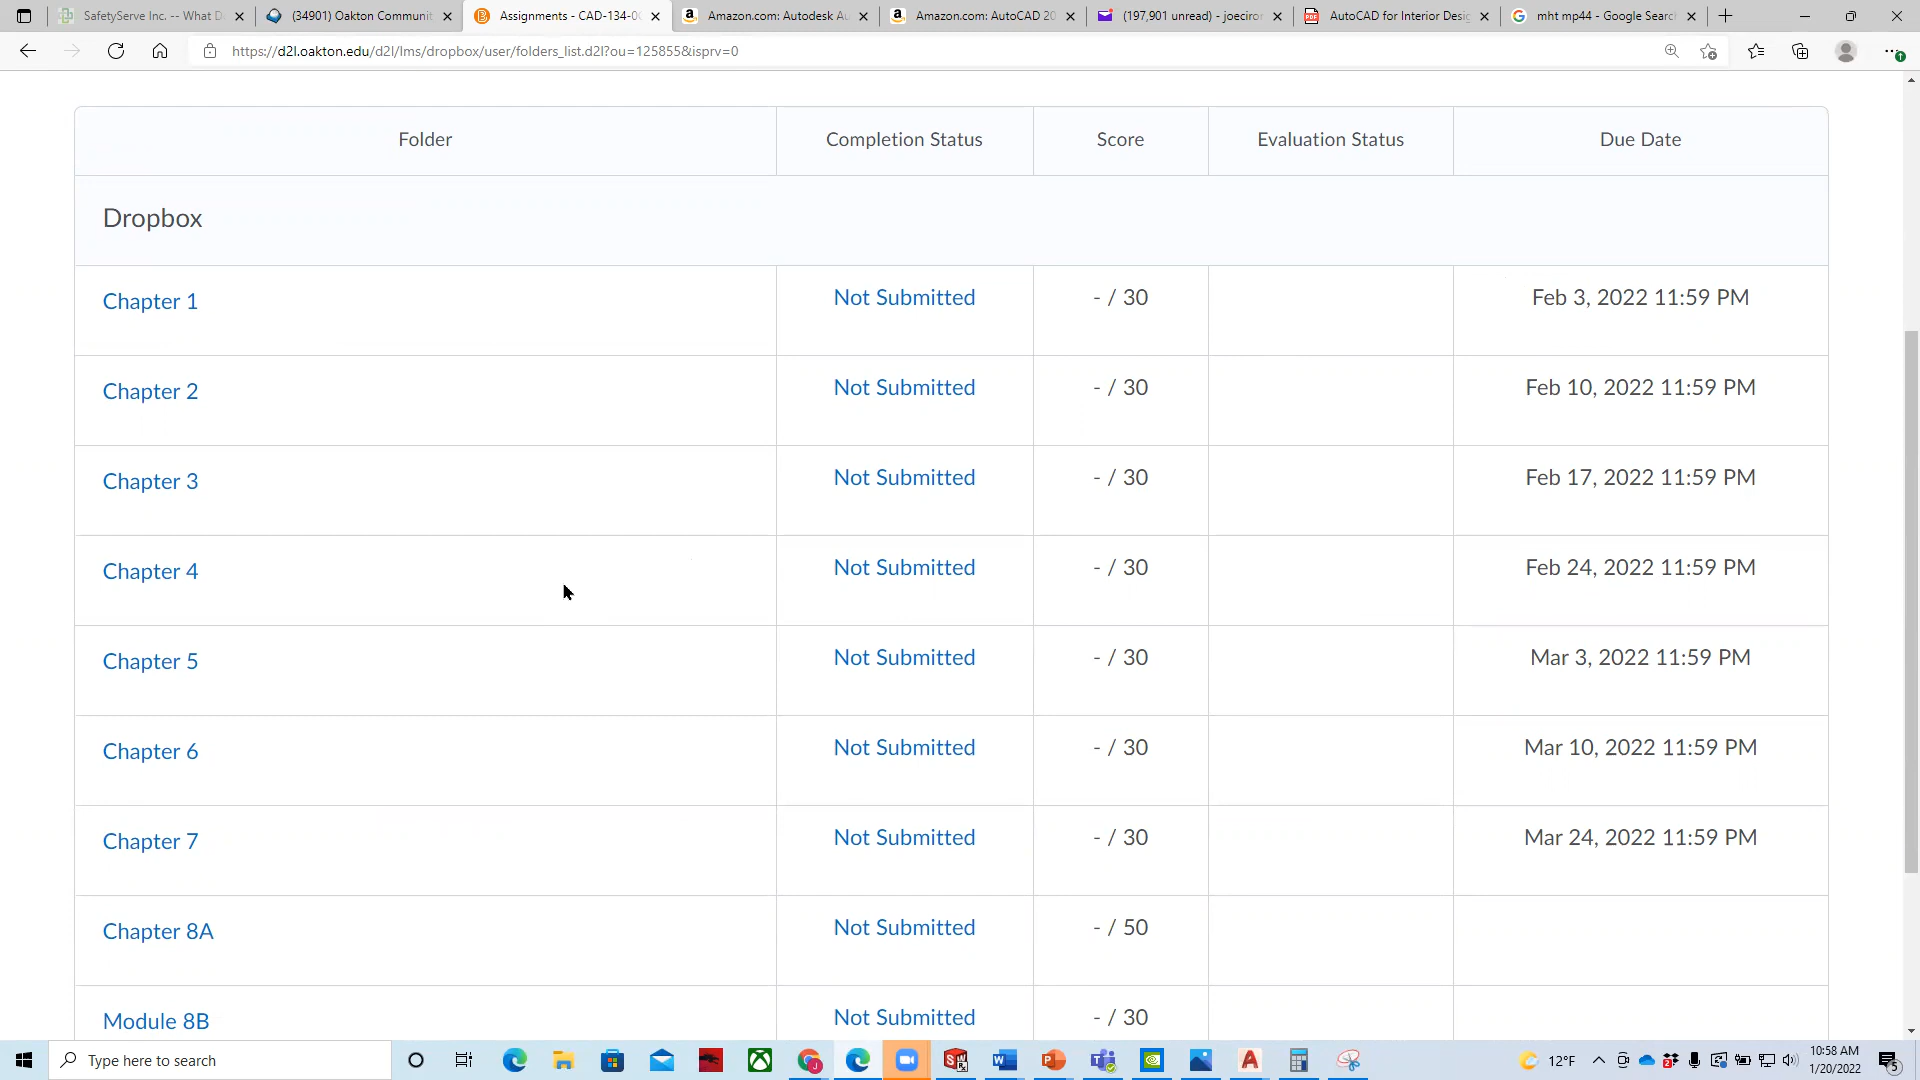 SafetyServe Inc. -- What D
(34901) Oakton Communit
Assignments - CAD-134-0
Amazon.com: Autodesk Au
Amazon.com: AutoCAD 20
(197,901 unread) - joeciron
AutoCAD for Interior Desig
mht mp44 - Google Search
https://d2l.oakton.edu/d2l/lms/dropbox/user/folders_list.d2l?ou=125855&isprv=0
Folder Completion Status Score Evaluation Status Due Date
Dropbox
Chapter 1 Not Submitted - / 30 Feb 3, 2022 11:59 PM
Chapter 2 Not Submitted - / 30 Feb 10, 2022 11:59 PM
Chapter 3 Not Submitted - / 30 Feb 17, 2022 11:59 PM
Chapter 4 Not Submitted - / 30 Feb 24, 2022 11:59 PM
Chapter 5 Not Submitted - / 30 Mar 3, 2022 11:59 PM
Chapter 6 Not Submitted - / 30 Mar 10, 2022 11:59 PM
Chapter 7 Not Submitted - / 30 Mar 24, 2022 11:59 PM
Chapter 8A Not Submitted - / 50
Module 8B Not Submitted - / 30
Type here to search
12°F
10:58 AM
1/20/2022
5